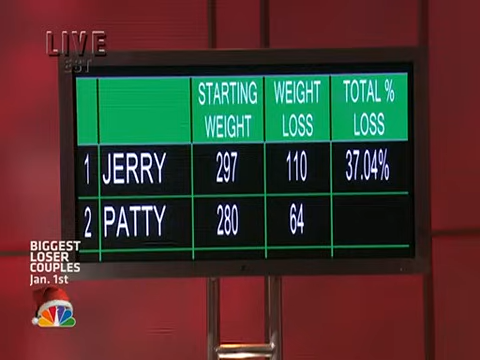 LIVE
EST
STARTING WEIGHT WEIGHT LOSS TOTAL % LOSS
1 JERRY 297 110 37.04%
2 PATTY 280 64
BIGGEST
LOSER
COUPLES
Jan. 1st